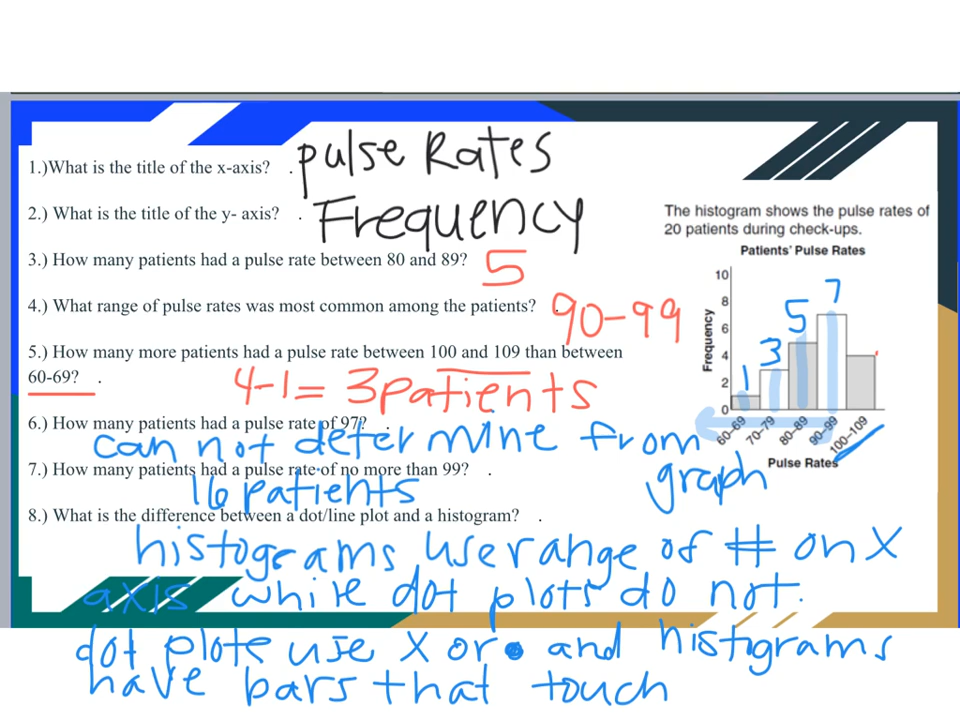 1.)What is the title of the x-axis? . pulse Rates
2.) What is the title of the y- axis? . Frequency
3.) How many patients had a pulse rate between 80 and 89? 5
4.) What range of pulse rates was most common among the patients? . 90-99
5.) How many more patients had a pulse rate between 100 and 109 than between
60-69? . 4-1= 3patients
6.) How many patients had a pulse rate of 97? .
can not determine from
graph
7.) How many patients had a pulse rate of no more than 99? .
16 patients
8.) What is the difference between a dot/line plot and a histogram? .
histograms use range of # on X
axis while dot plots do not.
dot plots use X or • and histograms
have bars that touch
The histogram shows the pulse rates of
20 patients during check-ups.
Patients' Pulse Rates
Frequency
10
8
6
4
2
0
1
3
5
7
60–69
70–79
80–89
90–99
100–109
Pulse Rates